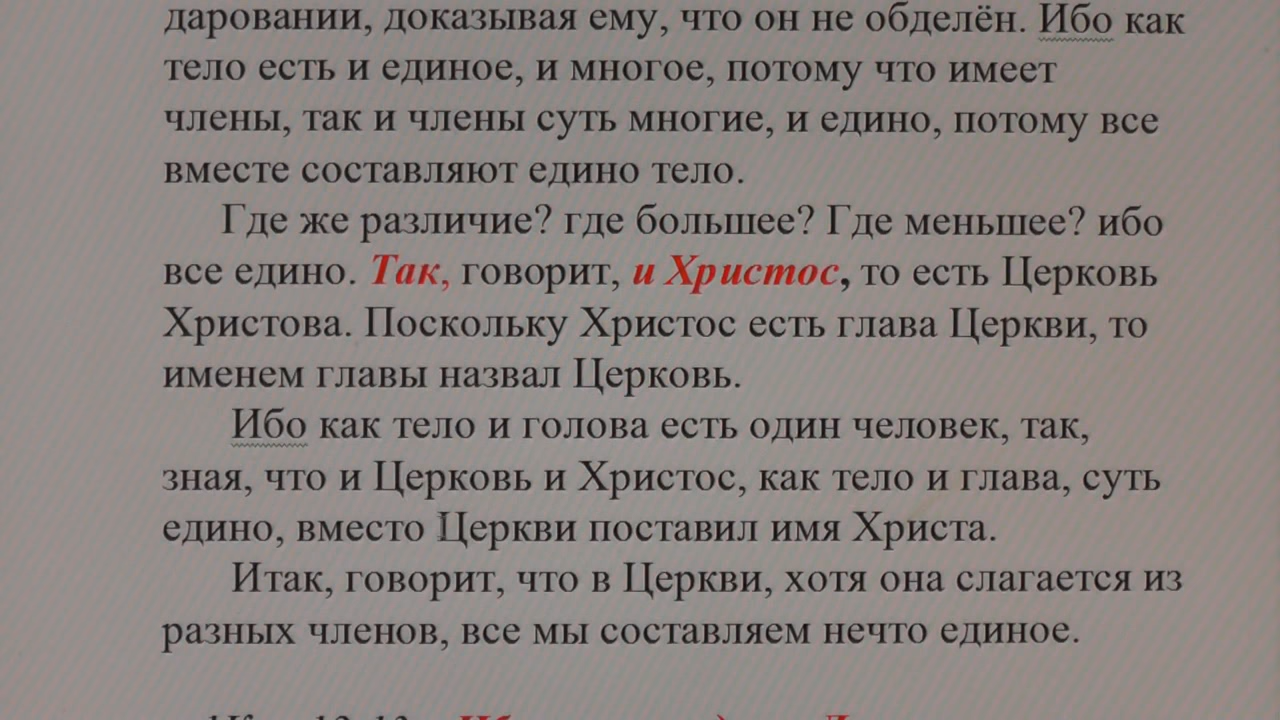 даровании, доказывая ему, что он не обделён. Ибо как
тело есть и единое, и многое, потому что имеет
члены, так и члены суть многие, и едино, потому все
вместе составляют едино тело.
Где же различие? где большее? Где меньшее? ибо
все едино. Так, говорит, и Христос, то есть Церковь
Христова. Поскольку Христос есть глава Церкви, то
именем главы назвал Церковь.
Ибо как тело и голова есть один человек, так,
зная, что и Церковь и Христос, как тело и глава, суть
едино, вместо Церкви поставил имя Христа.
Итак, говорит, что в Церкви, хотя она слагается из
разных членов, все мы составляем нечто единое.